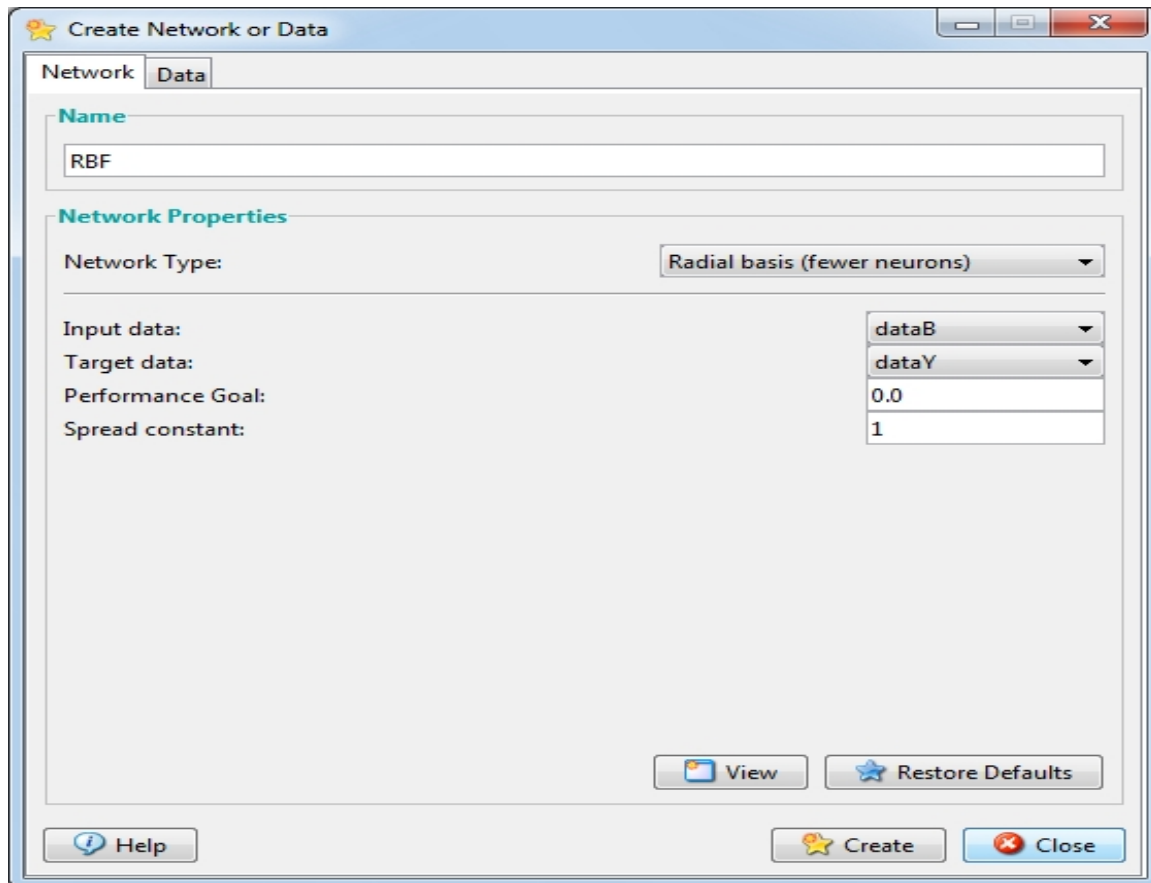 Create Network or Data
Network Data
Name
RBF
Network Properties
Network Type: Radial basis (fewer neurons)
Input data: dataB
Target data: dataY
Performance Goal: 0.0
Spread constant: 1
View Restore Defaults
Help Create Close